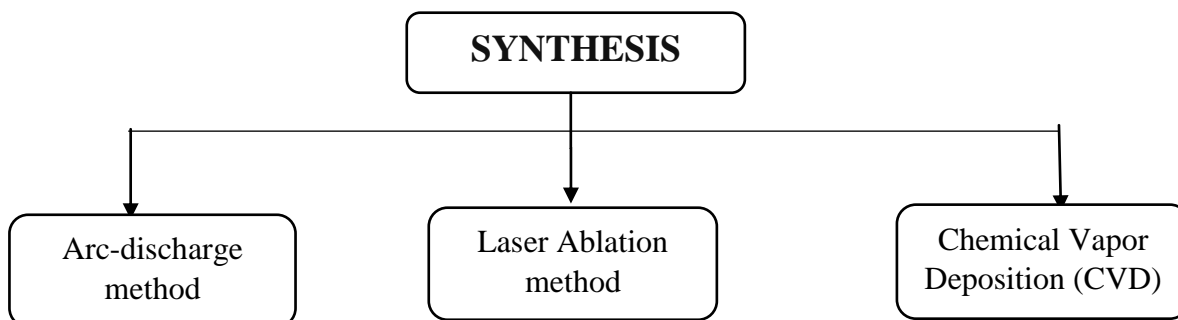 SYNTHESIS
Arc-discharge
method
Laser Ablation
method
Chemical Vapor
Deposition (CVD)